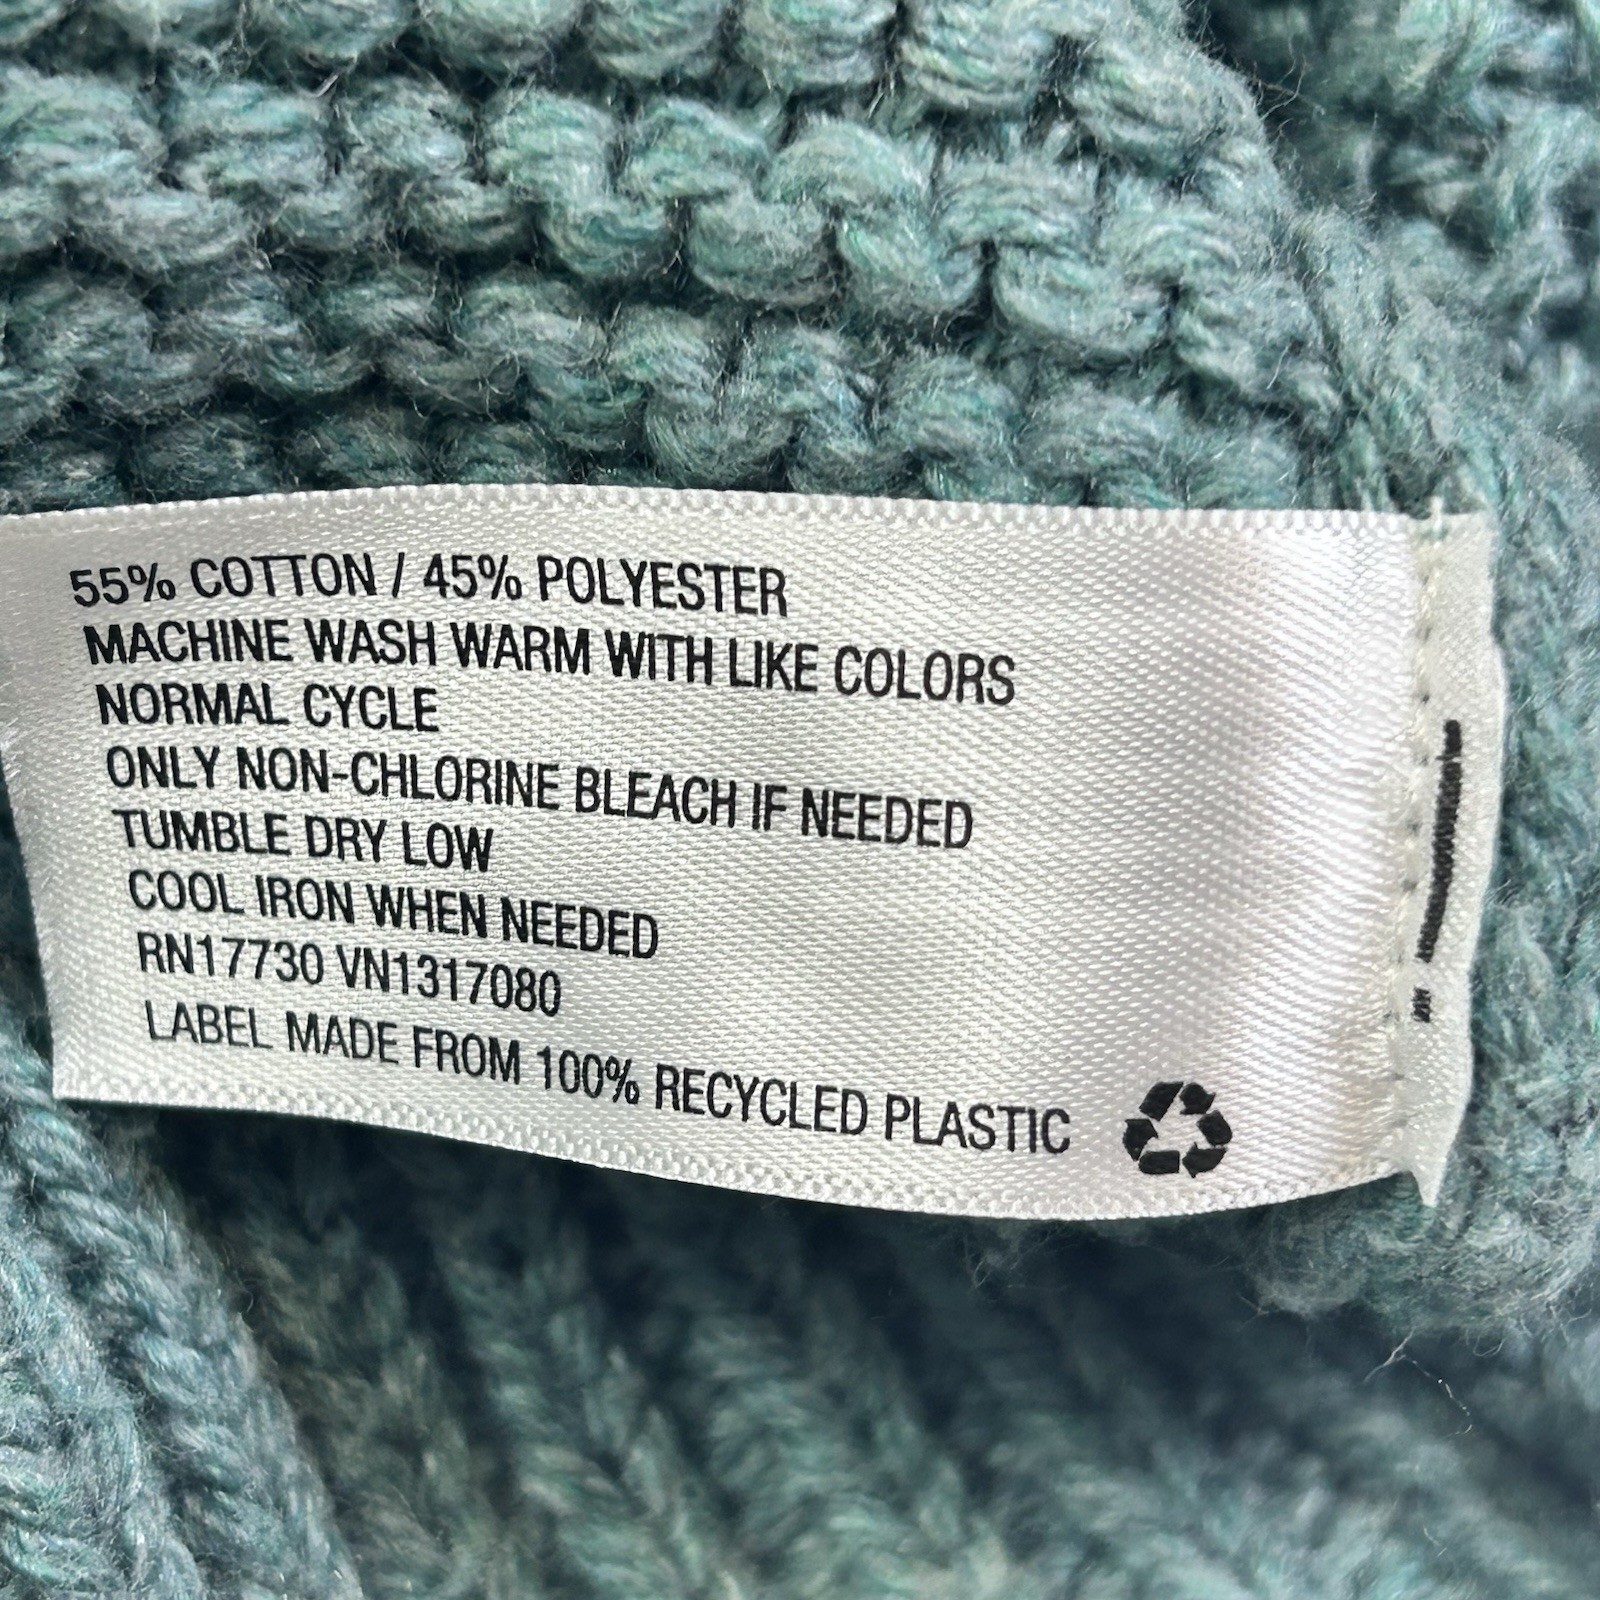 55% COTTON / 45% POLYESTER
MACHINE WASH WARM WITH LIKE COLORS
NORMAL CYCLE
ONLY NON-CHLORINE BLEACH IF NEEDED
TUMBLE DRY LOW
COOL IRON WHEN NEEDED
RN17730 VN1317080
LABEL MADE FROM 100% RECYCLED PLASTIC